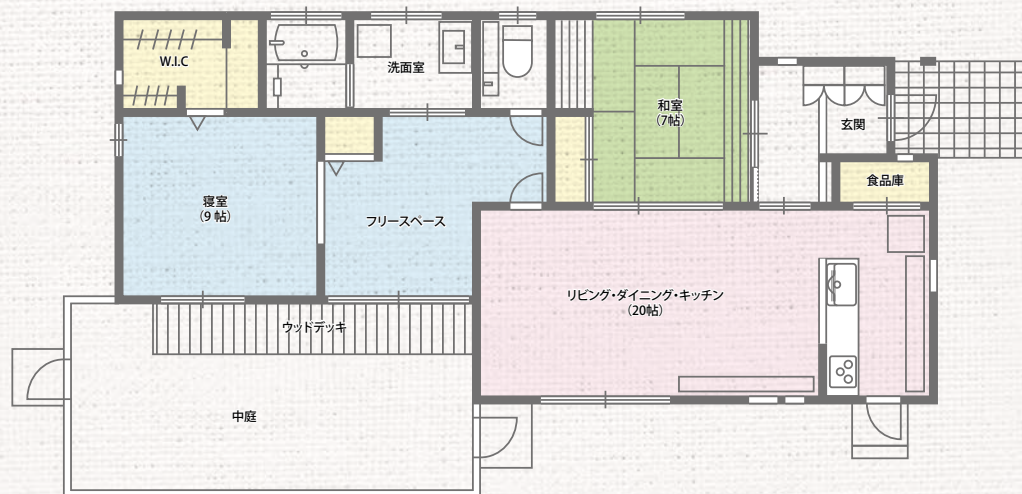 W.I.C
洗面室
和室
(7帖)
玄関
食品庫
寝室
(9 帖)
フリースペース
リビング・ダイニング・キッチン
(20帖)
ウッドデッキ
中庭